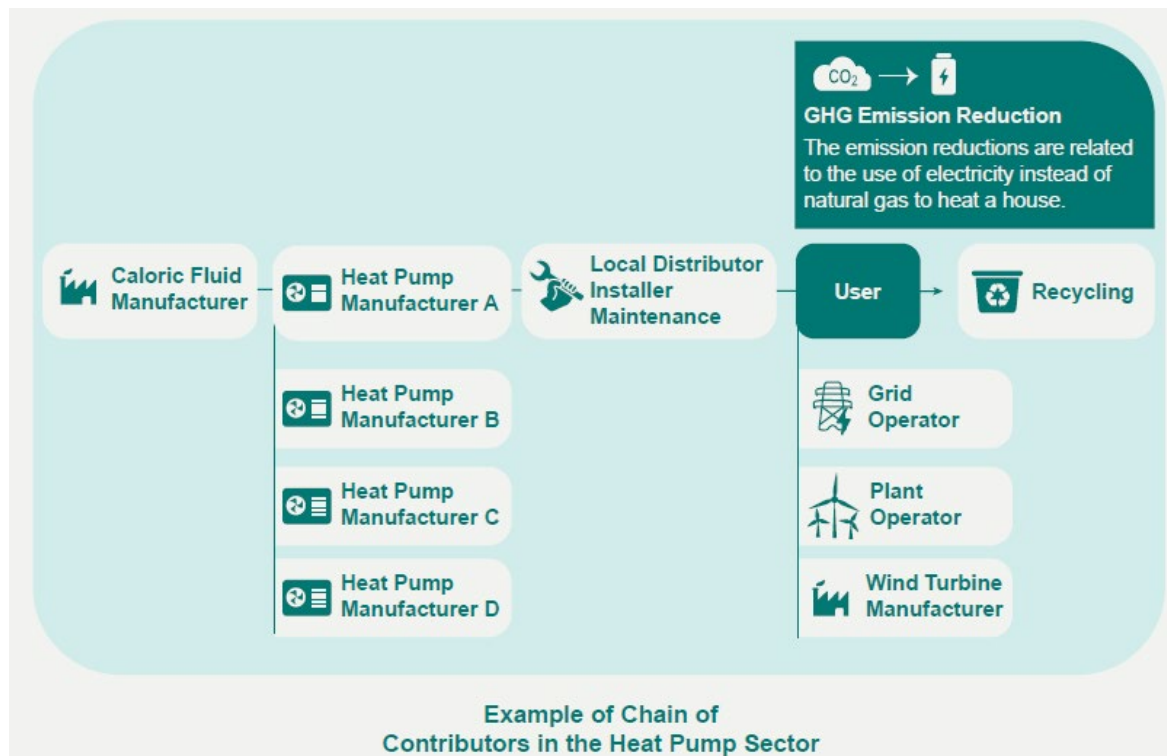 CO₂
GHG Emission Reduction
The emission reductions are related
to the use of electricity instead of
natural gas to heat a house.
Caloric Fluid
Manufacturer
Heat Pump
Manufacturer A
Local Distributor
Installer
Maintenance
User
Recycling
Heat Pump
Manufacturer B
Grid
Operator
Heat Pump
Manufacturer C
Plant
Operator
Heat Pump
Manufacturer D
Wind Turbine
Manufacturer
Example of Chain of
Contributors in the Heat Pump Sector